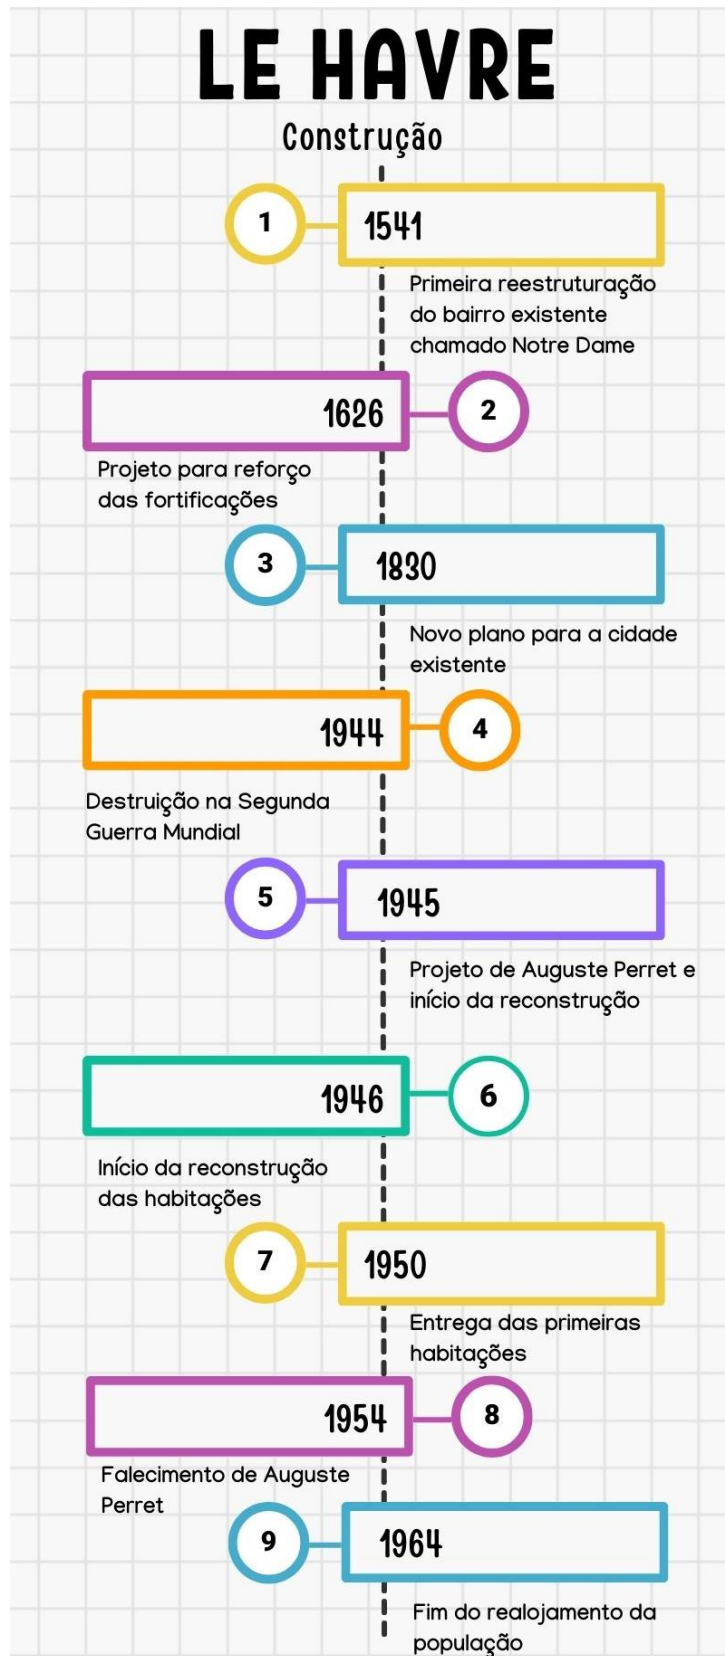 LE HAVRE
Construção
1
1541
Primeira reestruturação
do bairro existente
chamado Notre Dame
1626
2
Projeto para reforço
das fortificações
3
1830
Novo plano para a cidade
existente
1944
4
Destruição na Segunda
Guerra Mundial
5
1945
Projeto de Auguste Perret e
início da reconstrução
1946
6
Início da reconstrução
das habitações
7
1950
Entrega das primeiras
habitações
1954
8
Falecimento de Auguste
Perret
9
1964
Fim do realojamento da
população